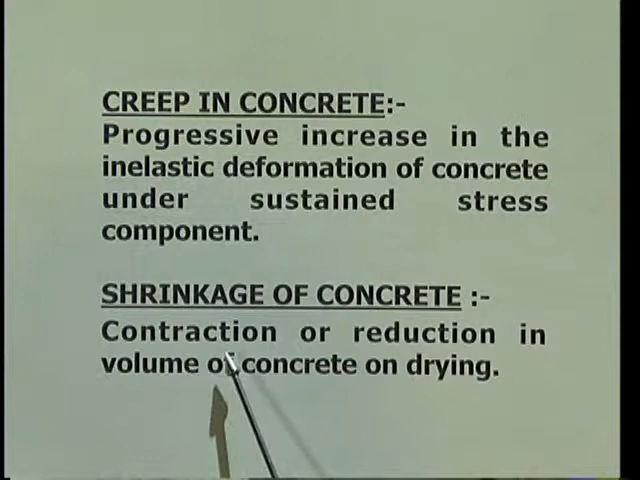 CREEP IN CONCRETE:-
Progressive increase in the
inelastic deformation of concrete
under sustained stress
component.
SHRINKAGE OF CONCRETE :-
Contraction or reduction in
volume of concrete on drying.